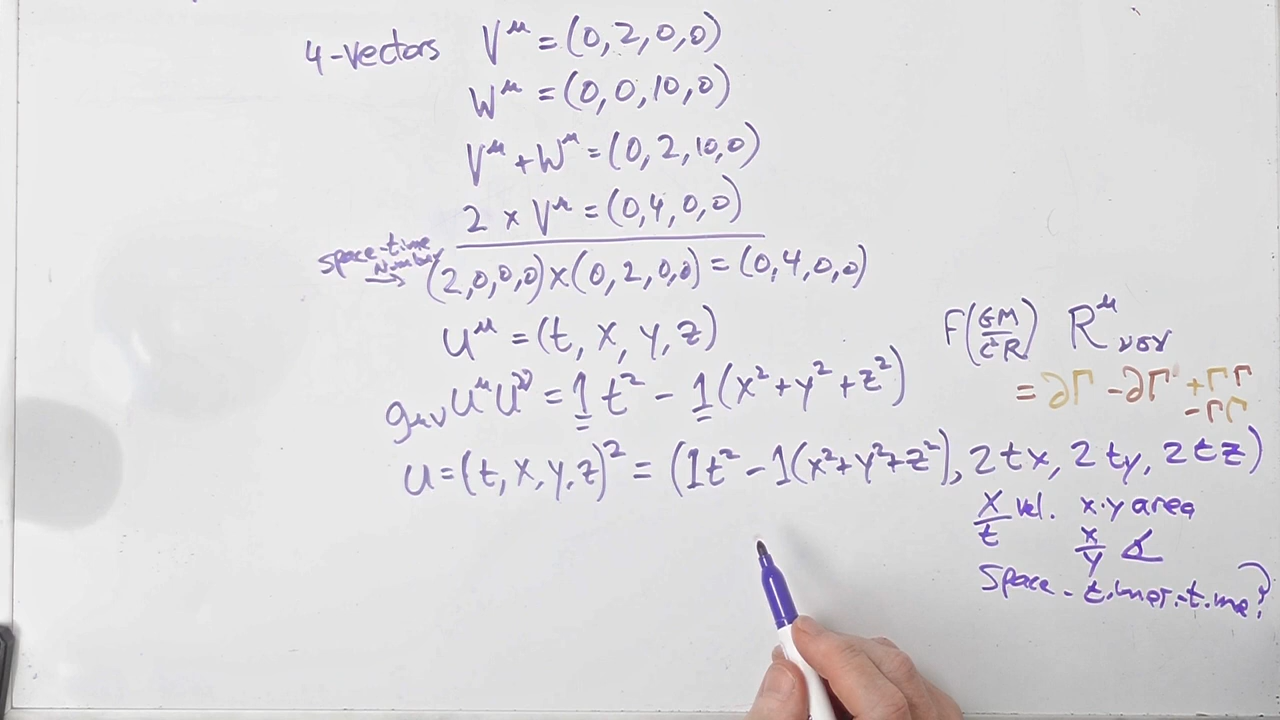 4-vectors V^μ = (0,2,0,0)
W^μ = (0,0,10,0)
V^μ + W^μ = (0,2,10,0)
2 × V^μ = (0,4,0,0)
space-time
Number
→ (2,0,0,0)×(0,2,0,0) = (0,4,0,0)
U^μ = (t, x, y, z)
g_μν U^μ U^ν = 1 t² - 1(x²+y²+z²)
U=(t, x, y, z)² = (1t² - 1(x²+y²+z²), 2tx, 2ty, 2tz)
F(GM/c²R) R^μ_νσγ
= ∂Γ - ∂Γ + ΓΓ
- ΓΓ
x/t vel. x·y area
x/y ∡
Space-times-time?